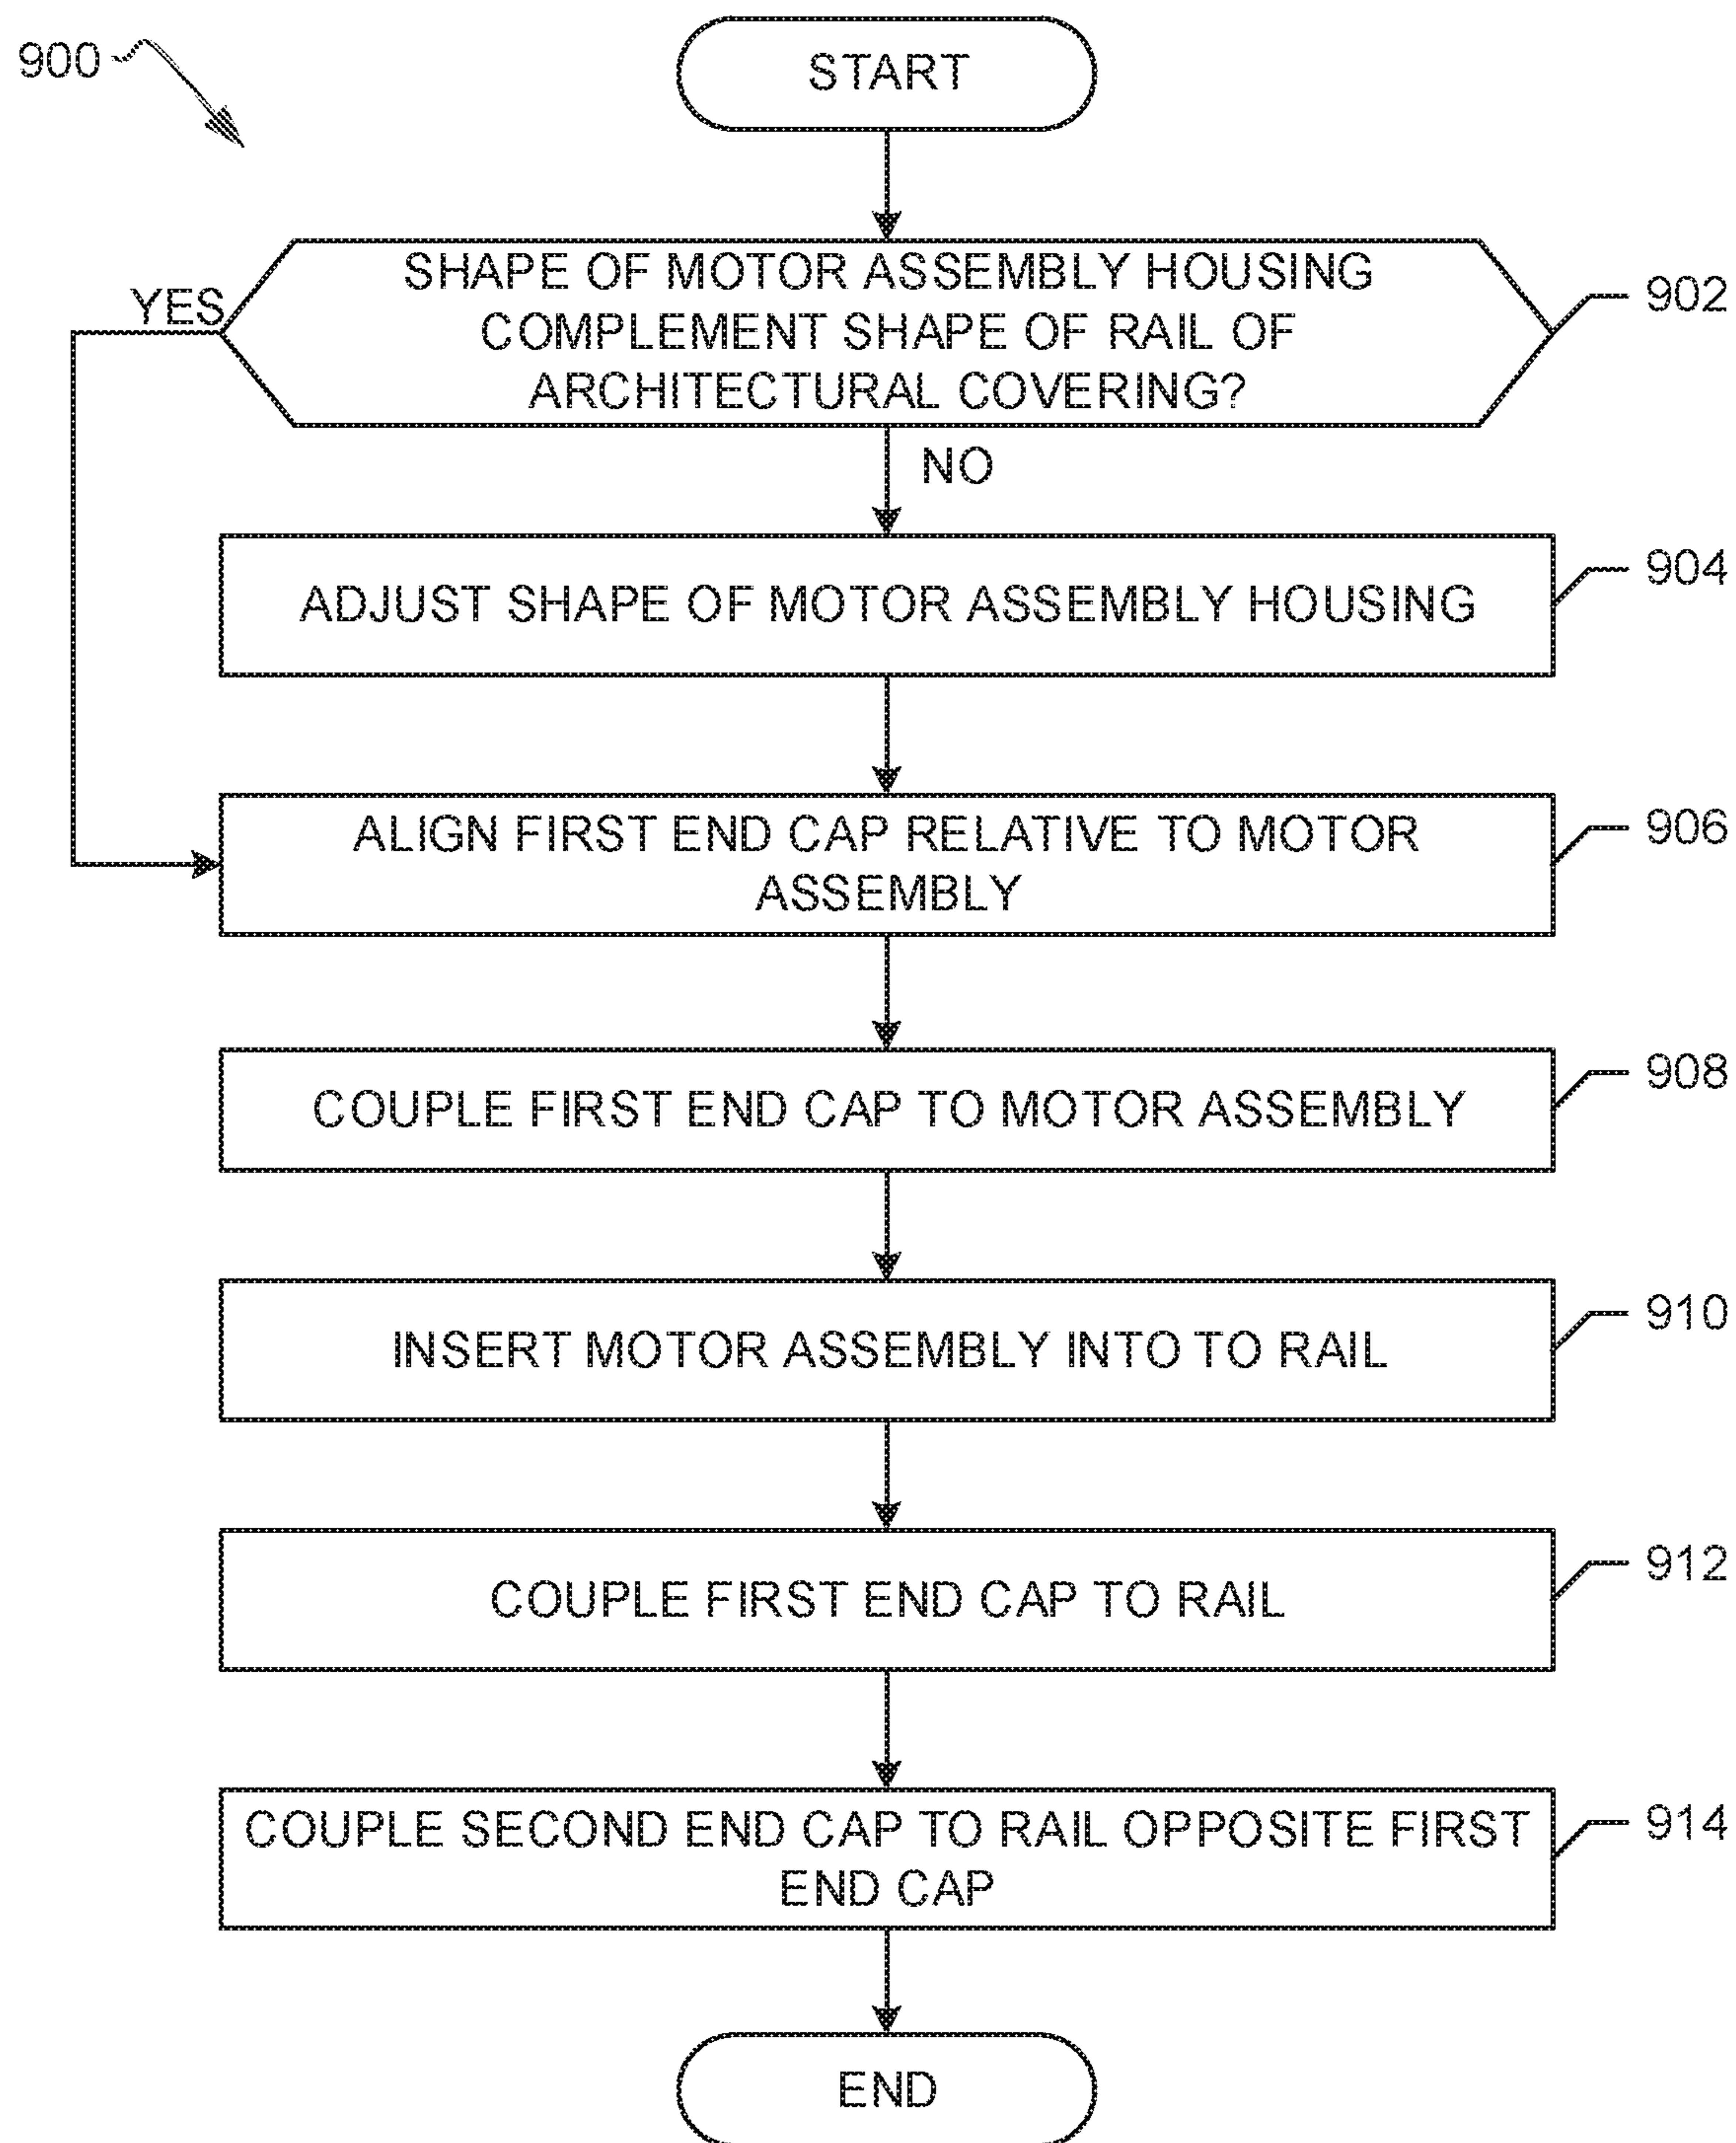 900
START
SHAPE OF MOTOR ASSEMBLY HOUSING
COMPLEMENT SHAPE OF RAIL OF
ARCHITECTURAL COVERING?
902
YES
NO
ADJUST SHAPE OF MOTOR ASSEMBLY HOUSING
904
ALIGN FIRST END CAP RELATIVE TO MOTOR
ASSEMBLY
906
COUPLE FIRST END CAP TO MOTOR ASSEMBLY
908
INSERT MOTOR ASSEMBLY INTO TO RAIL
910
COUPLE FIRST END CAP TO RAIL
912
COUPLE SECOND END CAP TO RAIL OPPOSITE FIRST
END CAP
914
END